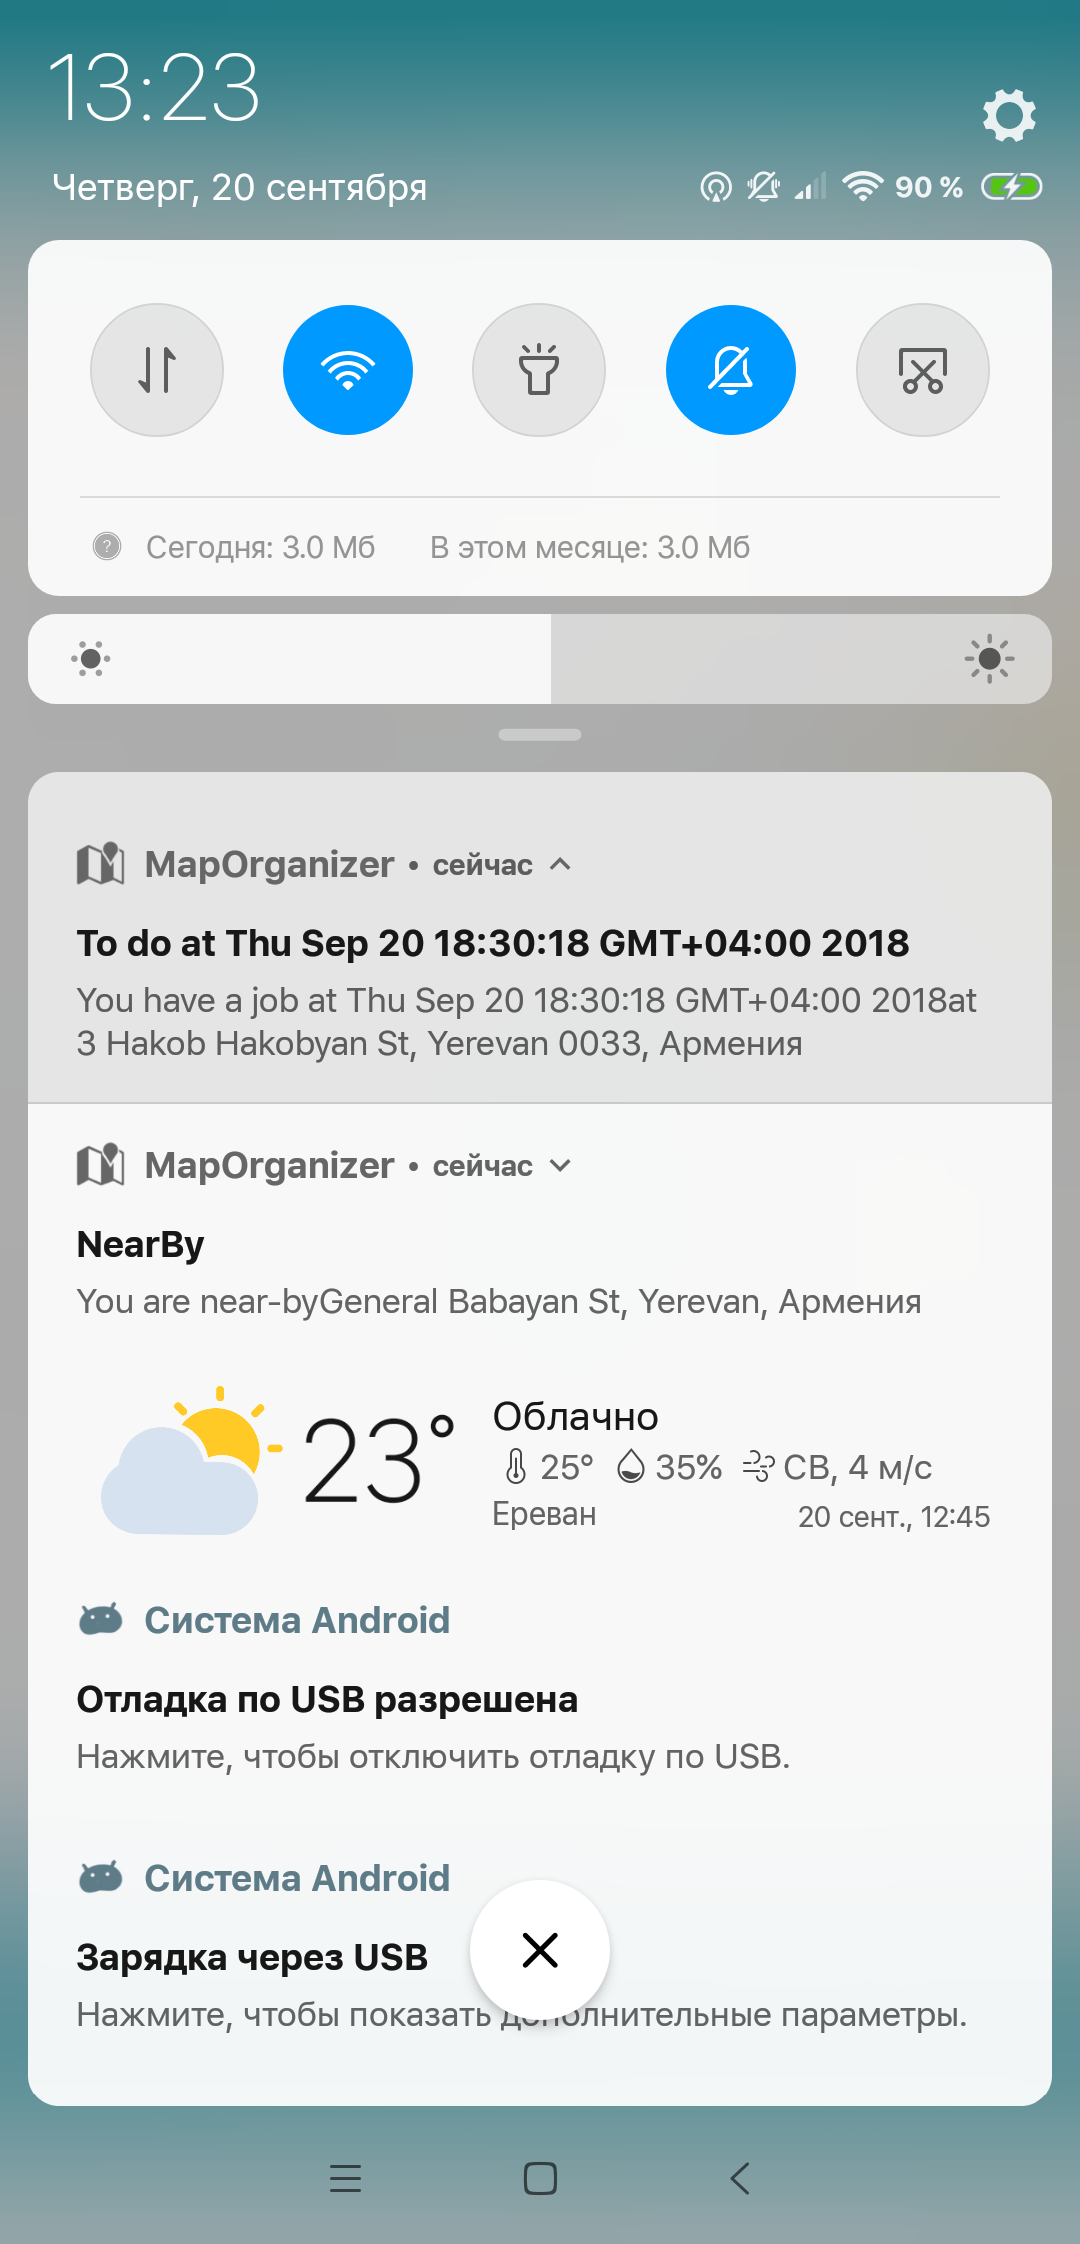 13:23
Четверг, 20 сентября
90 %
Сегодня: 3.0 Мб В этом месяце: 3.0 Мб
MapOrganizer • сейчас
To do at Thu Sep 20 18:30:18 GMT+04:00 2018
You have a job at Thu Sep 20 18:30:18 GMT+04:00 2018at
3 Hakob Hakobyan St, Yerevan 0033, Армения
MapOrganizer • сейчас
NearBy
You are near-byGeneral Babayan St, Yerevan, Армения
23°
Облачно
25° 35% СВ, 4 м/с
Ереван 20 сент., 12:45
Система Android
Отладка по USB разрешена
Нажмите, чтобы отключить отладку по USB.
Система Android
Зарядка через USB
Нажмите, чтобы показать дополнительные параметры.